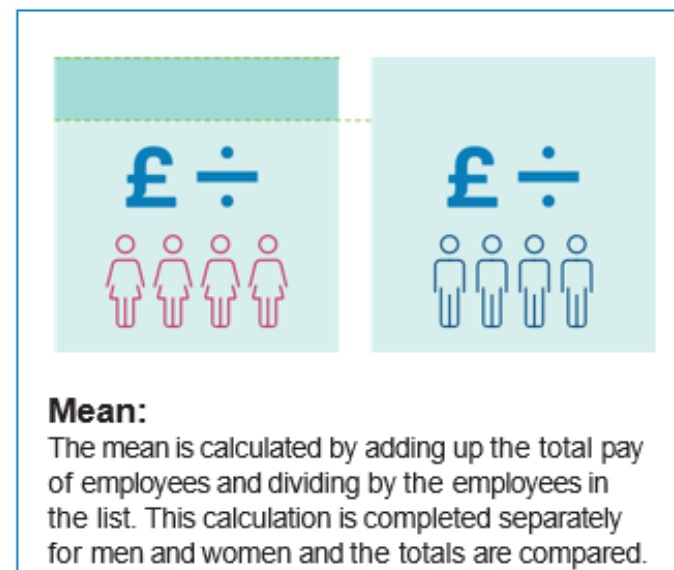 £ ÷ £ ÷
Mean:
The mean is calculated by adding up the total pay
of employees and dividing by the employees in
the list. This calculation is completed separately
for men and women and the totals are compared.